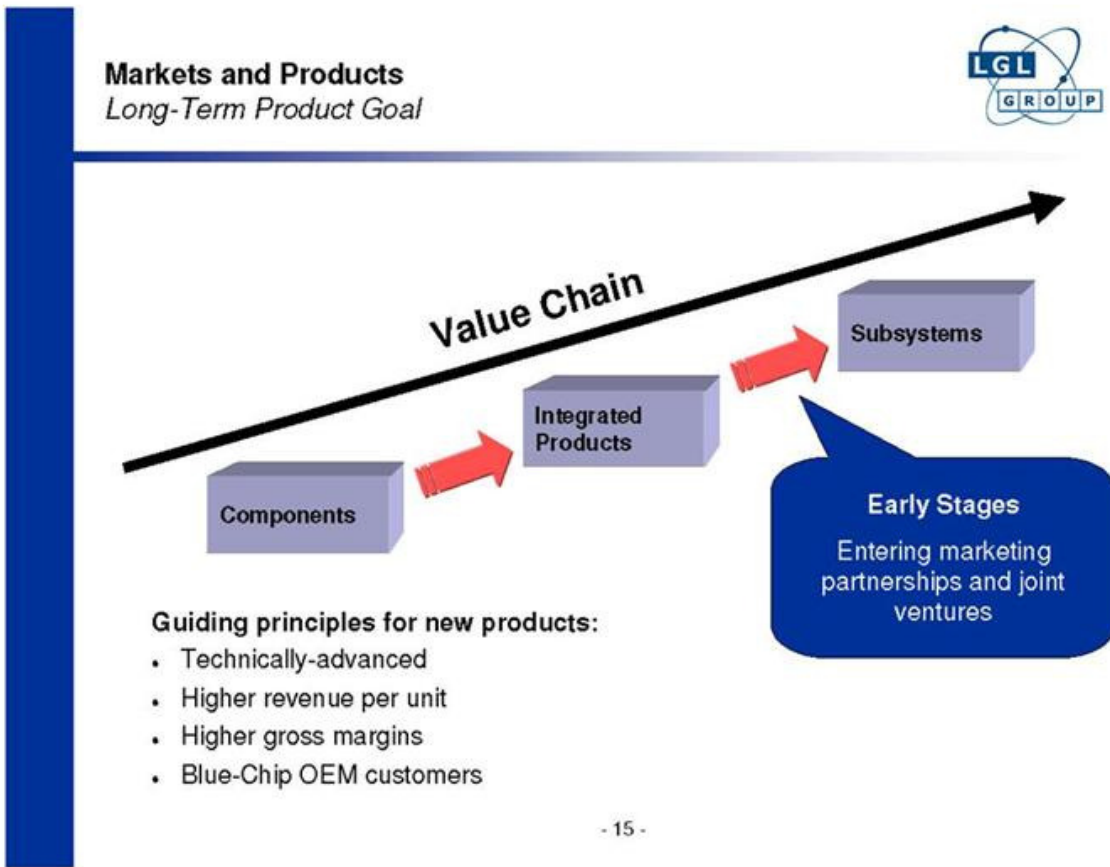 Markets and Products
Long-Term Product Goal
LGL
GROUP
Value Chain
Subsystems
Integrated
Products
Components
Early Stages
Entering marketing
partnerships and joint
ventures
Guiding principles for new products:
• Technically-advanced
• Higher revenue per unit
• Higher gross margins
• Blue-Chip OEM customers
- 15 -